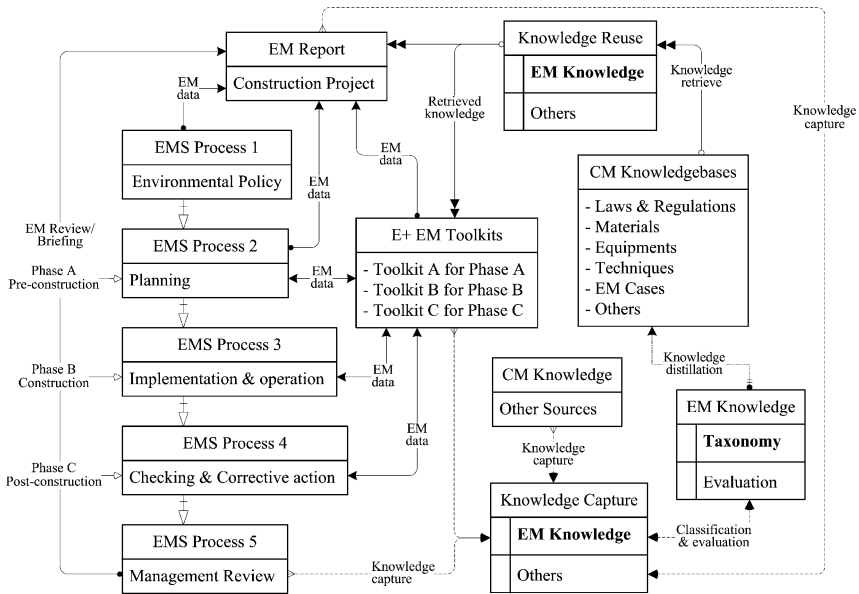 EM Report
Construction Project
EM
data
EMS Process 1
Environmental Policy
EM Review/
Briefing
EMS Process 2
Planning
Phase A
Pre-construction
EMS Process 3
Implementation & operation
Phase B
Construction
EMS Process 4
Checking & Corrective action
Phase C
Post-construction
EMS Process 5
Management Review
EM
data
EM
data
EM
data
EM
data
EM
data
E+ EM Toolkits
- Toolkit A for Phase A
- Toolkit B for Phase B
- Toolkit C for Phase C
Retrieved
knowledge
Knowledge Reuse
EM Knowledge
Others
Knowledge
retrieve
Knowledge
capture
CM Knowledgebases
- Laws & Regulations
- Materials
- Equipments
- Techniques
- EM Cases
- Others
Knowledge
distillation
CM Knowledge
Other Sources
Knowledge
capture
EM Knowledge
Taxonomy
Evaluation
Knowledge Capture
EM Knowledge
Others
Classification
& evaluation
Knowledge
capture